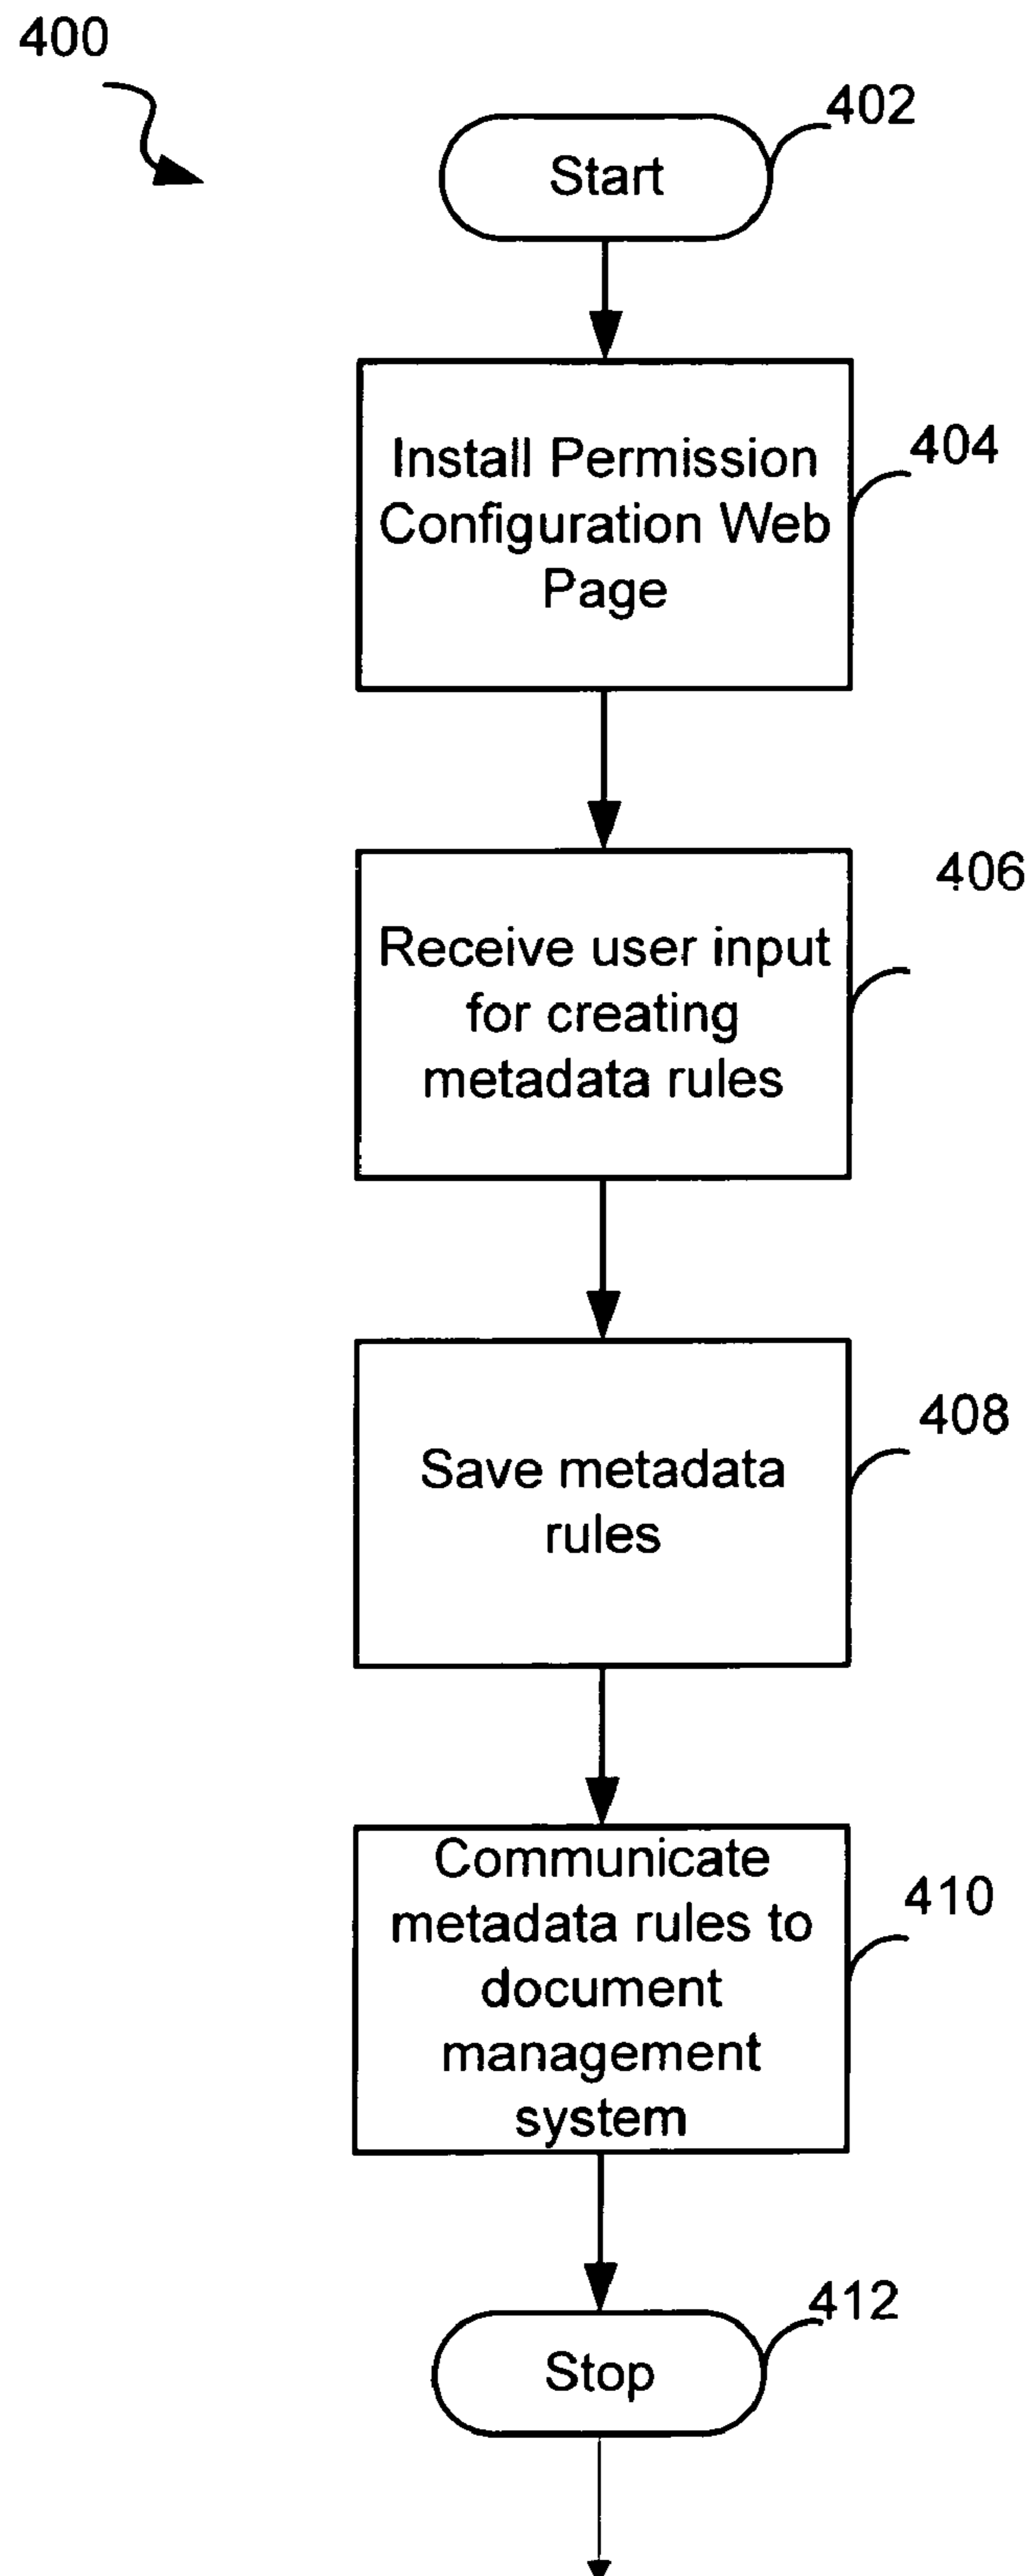 400
402
Start
404
Install Permission
Configuration Web
Page
406
Receive user input
for creating
metadata rules
408
Save metadata
rules
410
Communicate
metadata rules to
document
management
system
412
Stop